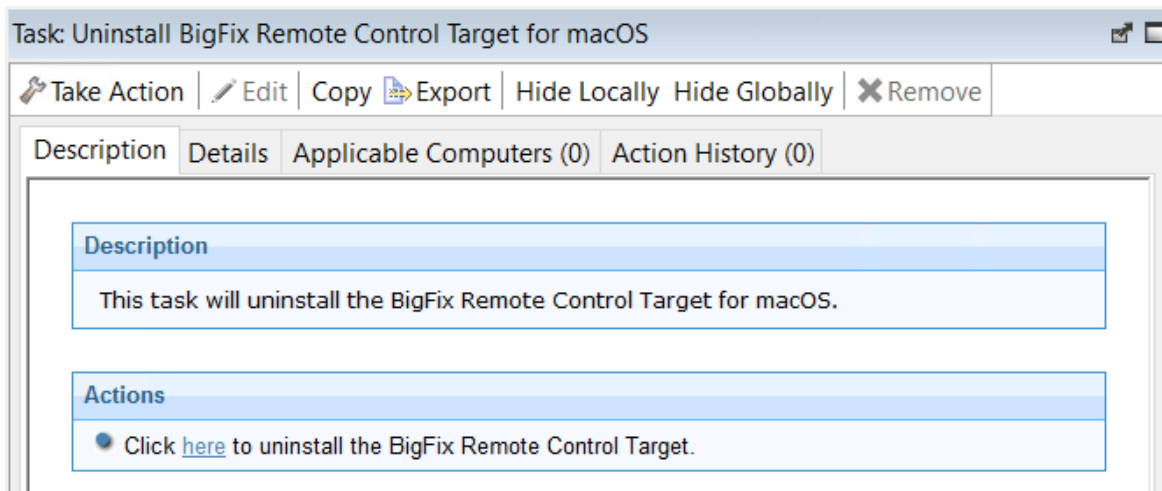 Task: Uninstall BigFix Remote Control Target for macOS
Take Action Edit Copy Export Hide Locally Hide Globally Remove
Description Details Applicable Computers (0) Action History (0)
Description
This task will uninstall the BigFix Remote Control Target for macOS.
Actions
Click here to uninstall the BigFix Remote Control Target.